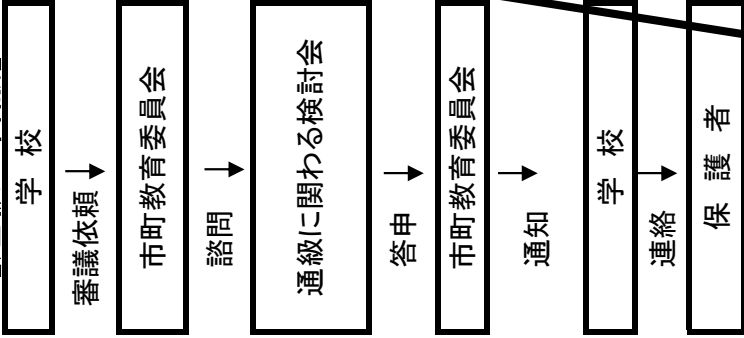 学 校
審議依頼
市町教育委員会
諮問
通級に関わる検討会
答申
市町教育委員会
通知
学 校
連絡
保 護 者